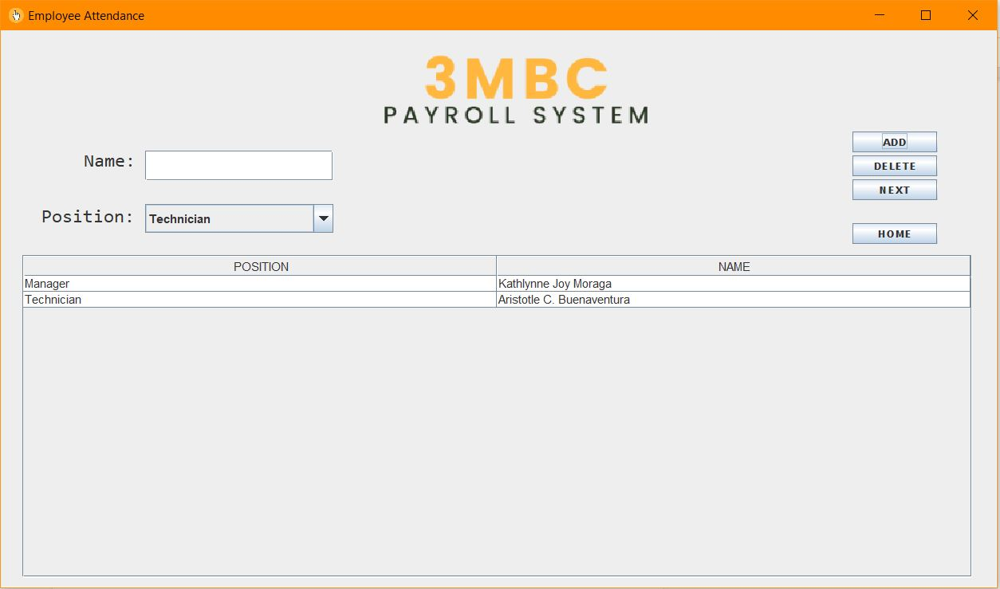 Employee Attendance
3MBC
PAYROLL SYSTEM
Name:
Position:
Technician
ADD
DELETE
NEXT
HOME
POSITION NAME
Manager Kathlynne Joy Moraga
Technician Aristotle C. Buenaventura